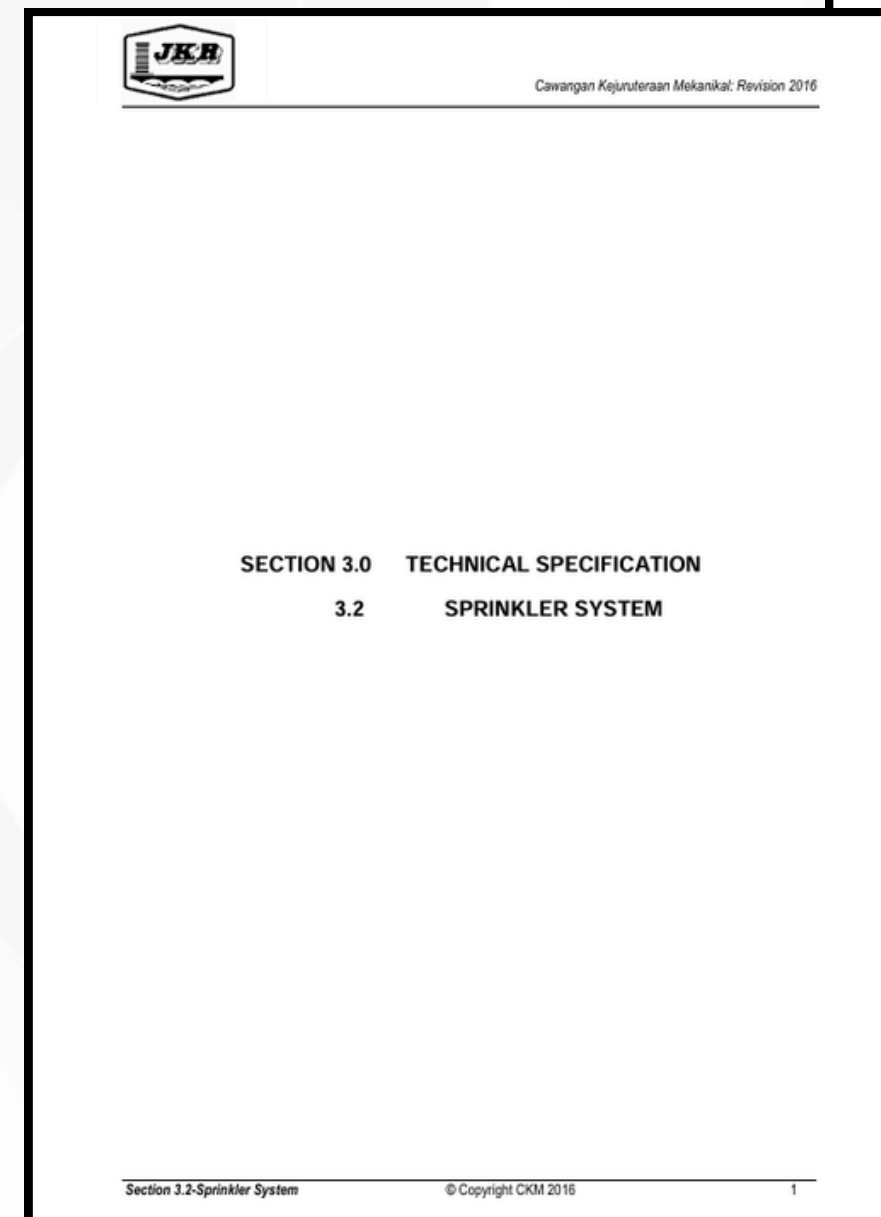 JKR
Cawangan Kejuruteraan Mekanikal: Revision 2016
SECTION 3.0 TECHNICAL SPECIFICATION
3.2 SPRINKLER SYSTEM
Section 3.2-Sprinkler System © Copyright CKM 2016 1